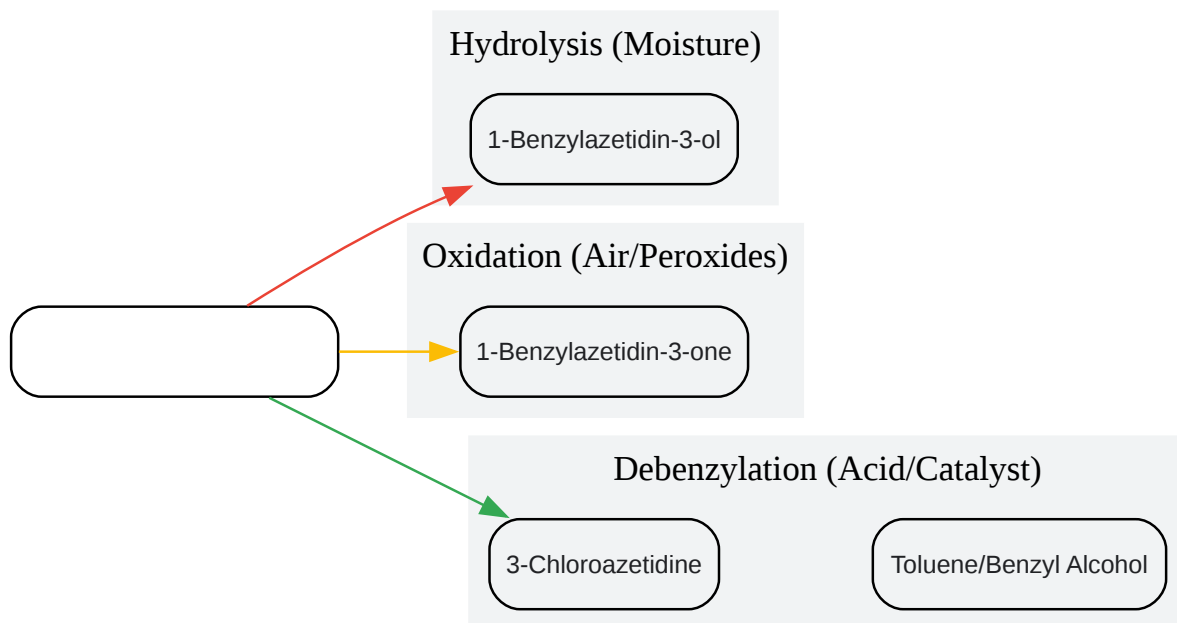 Hydrolysis (Moisture)
1-Benzylazetidin-3-ol
Oxidation (Air/Peroxides)
1-Benzylazetidin-3-one
Debenzylation (Acid/Catalyst)
3-Chloroazetidine
Toluene/Benzyl Alcohol